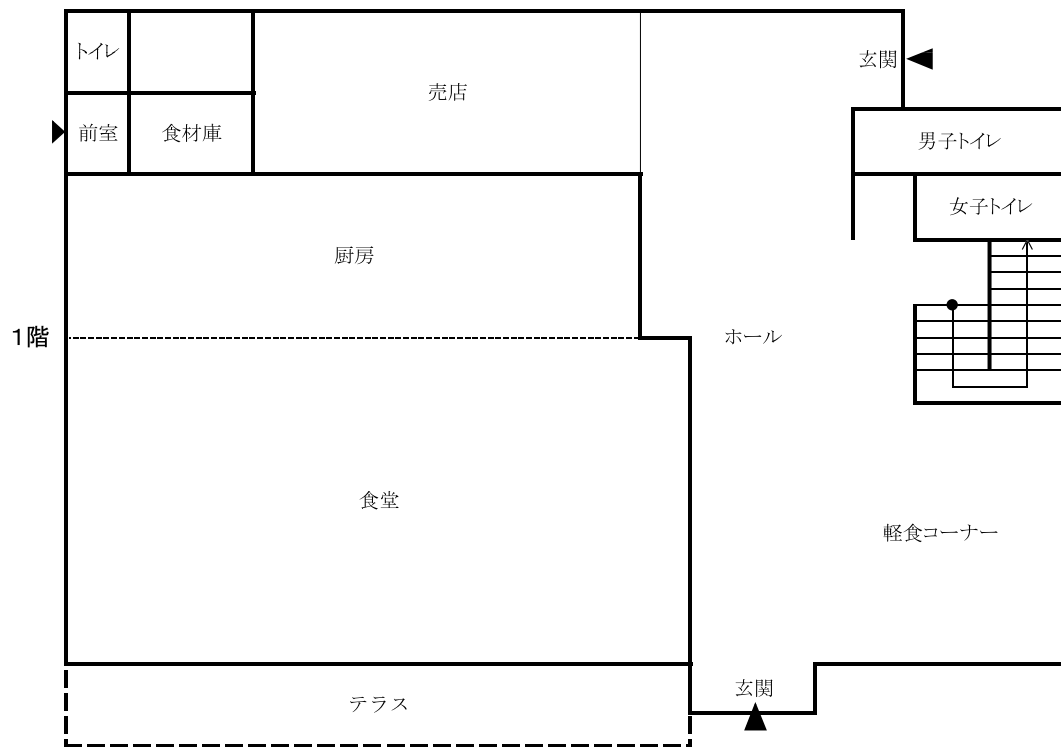 トイレ
玄関
売店
前室
食材庫
男子トイレ
女子トイレ
厨房
1階
ホール
食堂
軽食コーナー
玄関
テラス